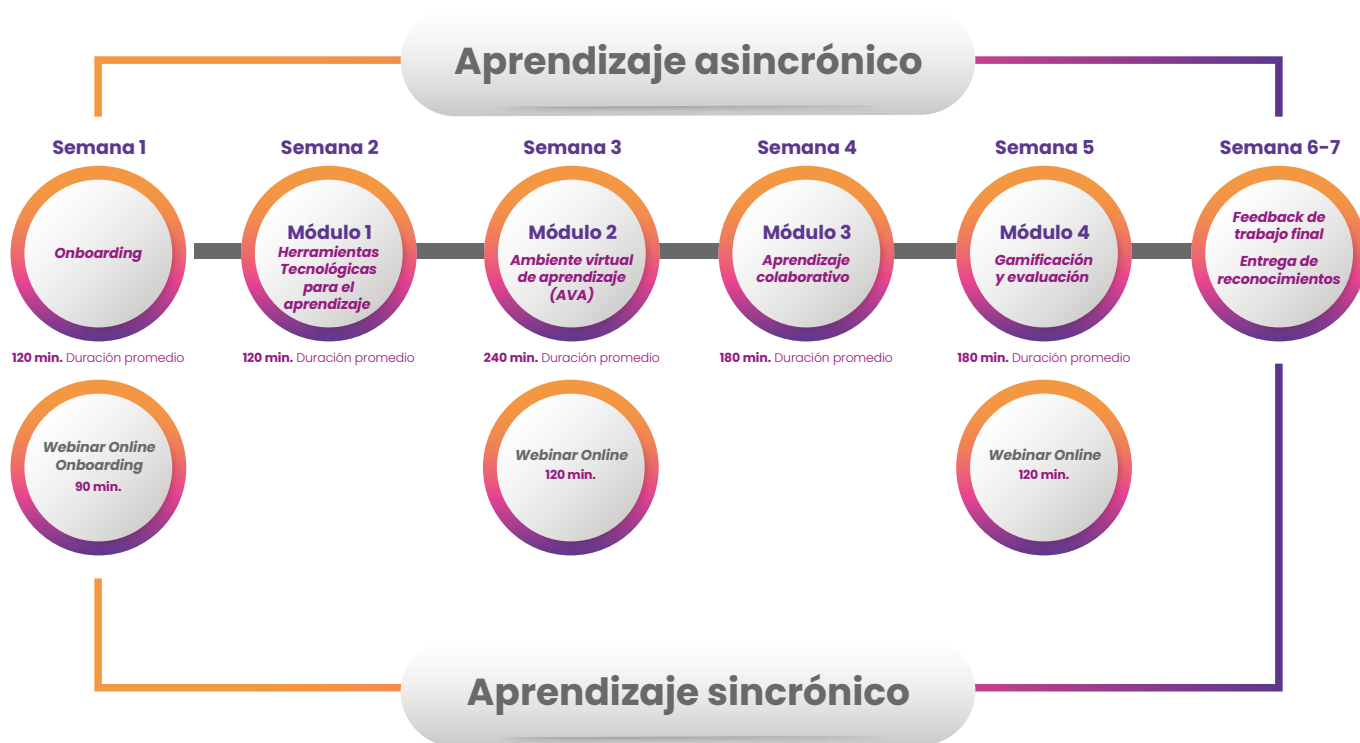 Aprendizaje asincrónico
Semana 1
Semana 2
Semana 3
Semana 4
Semana 5
Semana 6-7
Onboarding
Módulo 1
Herramientas
Tecnológicas
para el
aprendizaje
Módulo 2
Ambiente virtual
de aprendizaje
(AVA)
Módulo 3
Aprendizaje
colaborativo
Módulo 4
Gamificación
y evaluación
Feedback de
trabajo final
Entrega de
reconocimientos
120 min. Duración promedio
120 min. Duración promedio
240 min. Duración promedio
180 min. Duración promedio
180 min. Duración promedio
Webinar Online
Onboarding
90 min.
Webinar Online
120 min.
Webinar Online
120 min.
Aprendizaje sincrónico